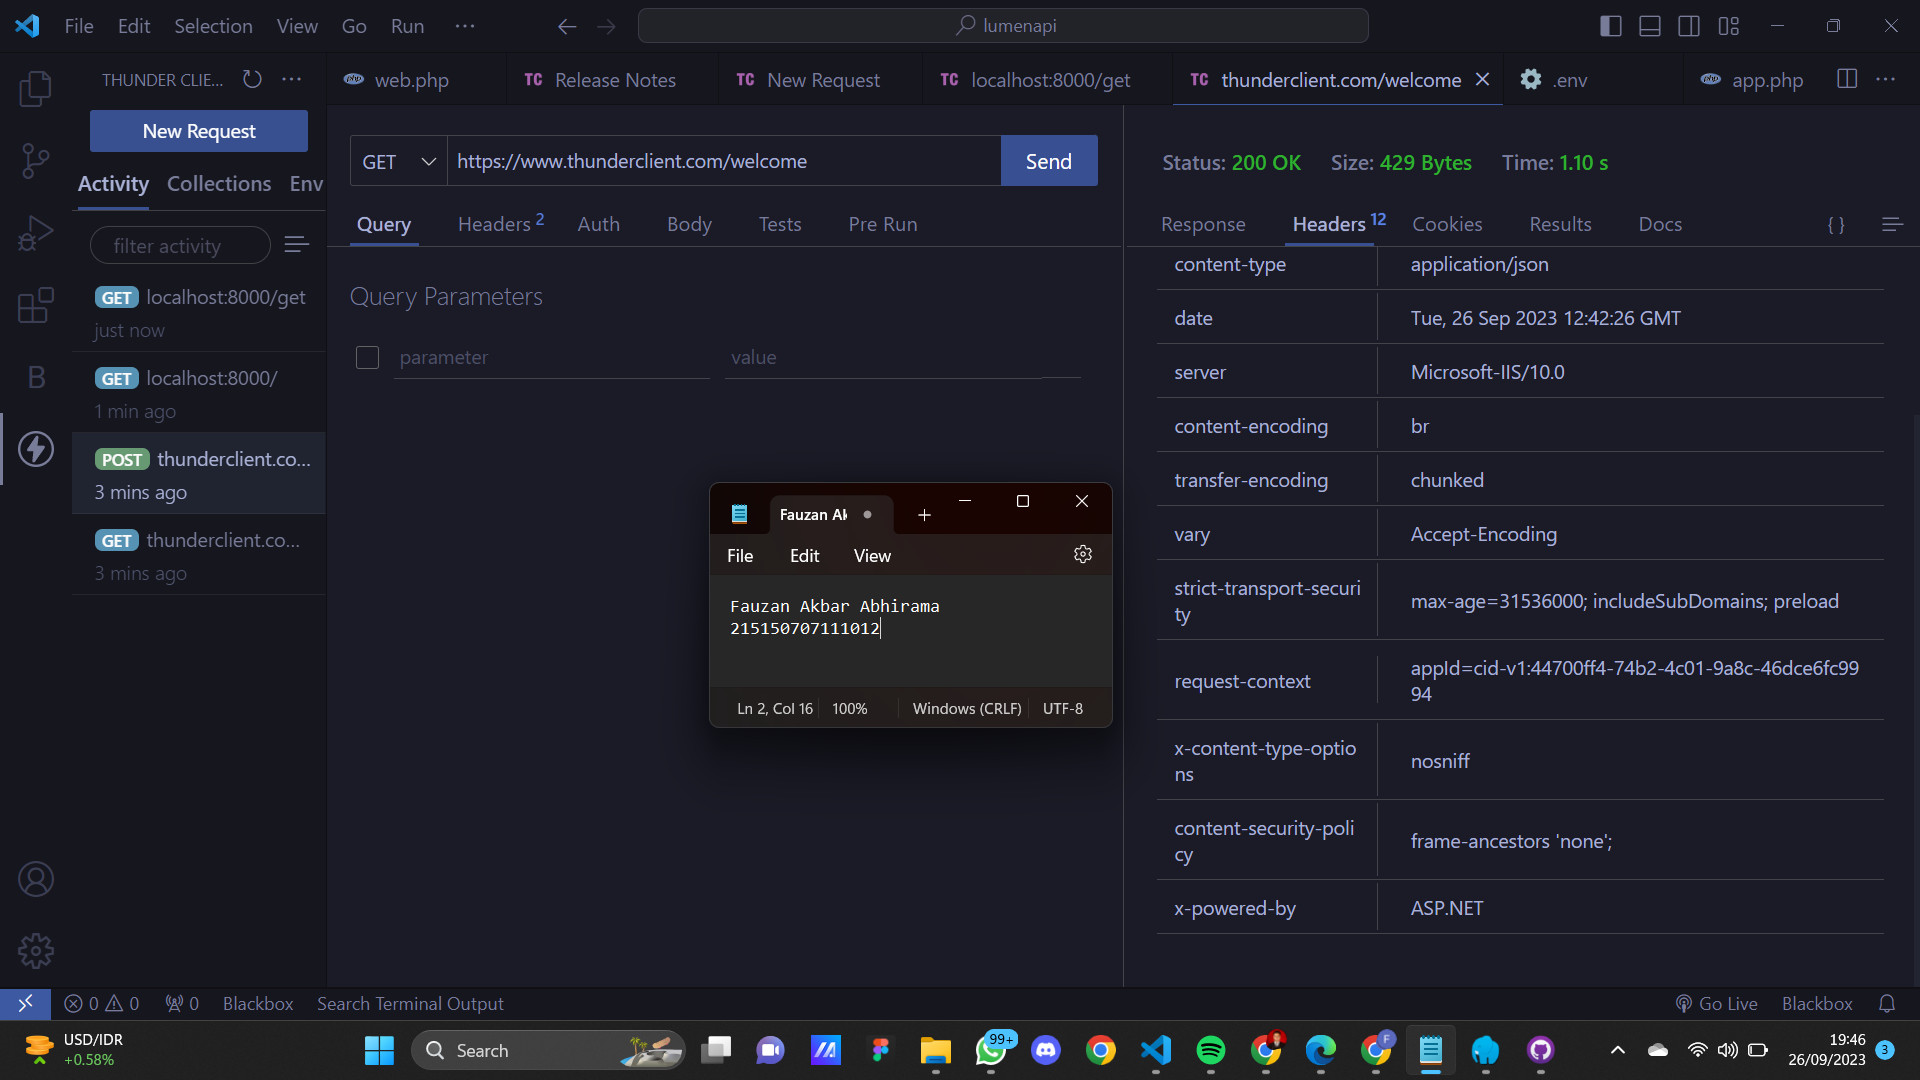 File Edit Selection View Go Run ··· lumenapi
THUNDER CLIE... ···
New Request
Activity Collections Env
filter activity
GET localhost:8000/get
just now
GET localhost:8000/
1 min ago
POST thunderclient.co...
3 mins ago
GET thunderclient.co...
3 mins ago
B
web.php TC Release Notes TC New Request TC localhost:8000/get TC thunderclient.com/welcome .env app.php ···
GET https://www.thunderclient.com/welcome Send
Query Headers 2 Auth Body Tests Pre Run
Query Parameters
parameter value
Status: 200 OK Size: 429 Bytes Time: 1.10 s
Response Headers 12 Cookies Results Docs { }
content-type application/json
date Tue, 26 Sep 2023 12:42:26 GMT
server Microsoft-IIS/10.0
content-encoding br
transfer-encoding chunked
vary Accept-Encoding
strict-transport-securi
ty max-age=31536000; includeSubDomains; preload
request-context appId=cid-v1:44700ff4-74b2-4c01-9a8c-46dce6fc99
94
x-content-type-optio
ns nosniff
content-security-poli
cy frame-ancestors 'none';
x-powered-by ASP.NET
Fauzan Ak
File Edit View
Fauzan Akbar Abhirama
215150707111012
Ln 2, Col 16 100% Windows (CRLF) UTF-8
0 0 0 Blackbox Search Terminal Output Go Live Blackbox
USD/IDR
+0.58%
Search
99+
F
19:46
26/09/2023
3